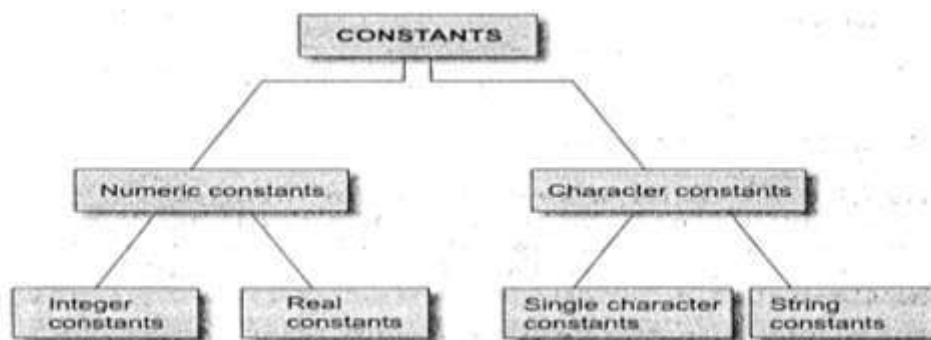 CONSTANTS
Numeric constants
Character constants
Integer
constants
Real
constants
Single character
constants
String
constants